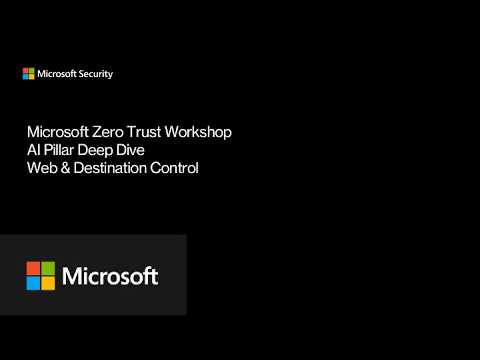 Microsoft Security
Microsoft Zero Trust Workshop
AI Pillar Deep Dive
Web & Destination Control
Microsoft